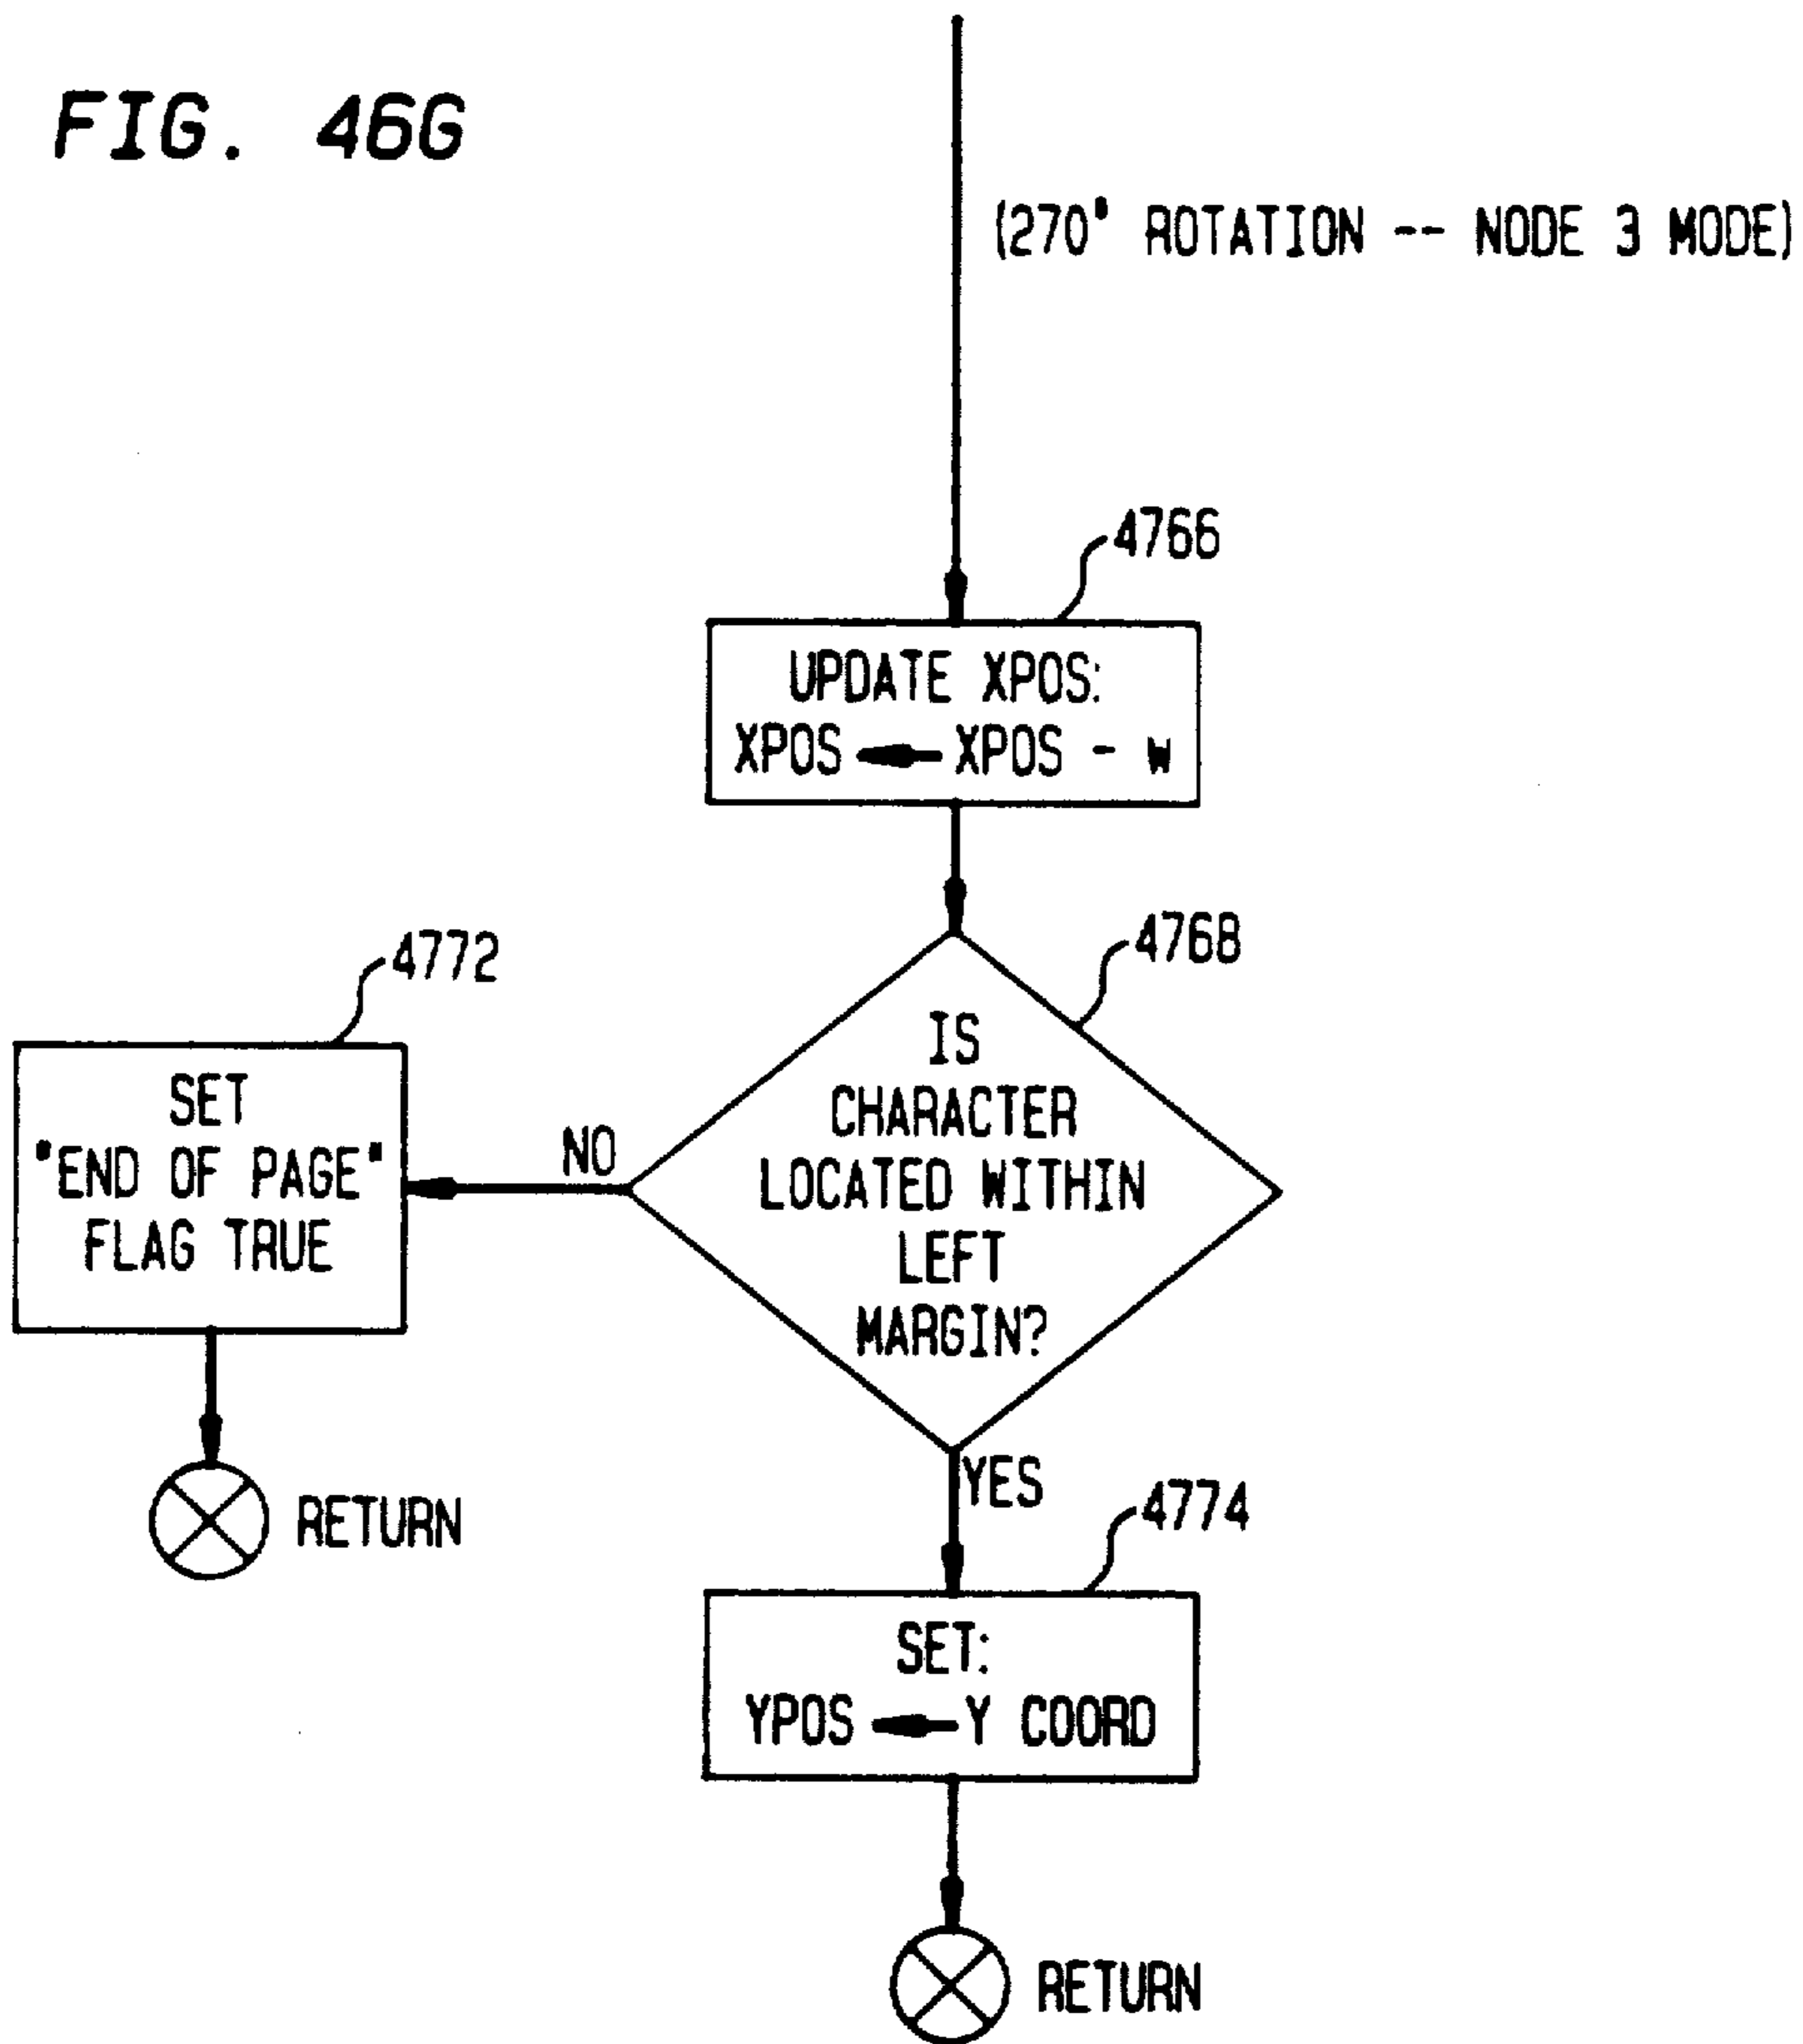 FIG. 46G
(270° ROTATION -- NODE 3 MODE)
4766
UPDATE XPOS:
XPOS ← XPOS - W
4768
IS
CHARACTER
LOCATED WITHIN
LEFT
MARGIN?
NO
4772
SET
"END OF PAGE"
FLAG TRUE
RETURN
YES
4774
SET:
YPOS ← Y COORD
RETURN